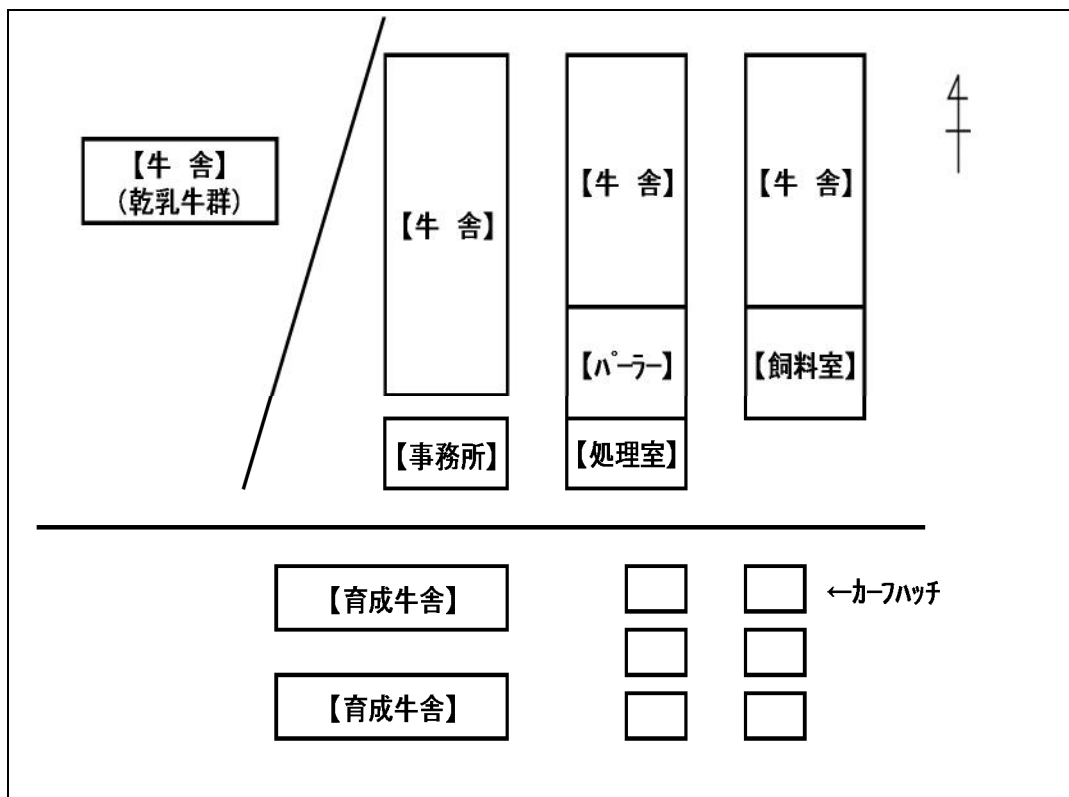 【牛 舎】
(乾乳牛群)
【牛 舎】
【牛 舎】
【牛 舎】
【パーラー】
【飼料室】
【事務所】
【処理室】
【育成牛舎】
←カーフハッチ
【育成牛舎】